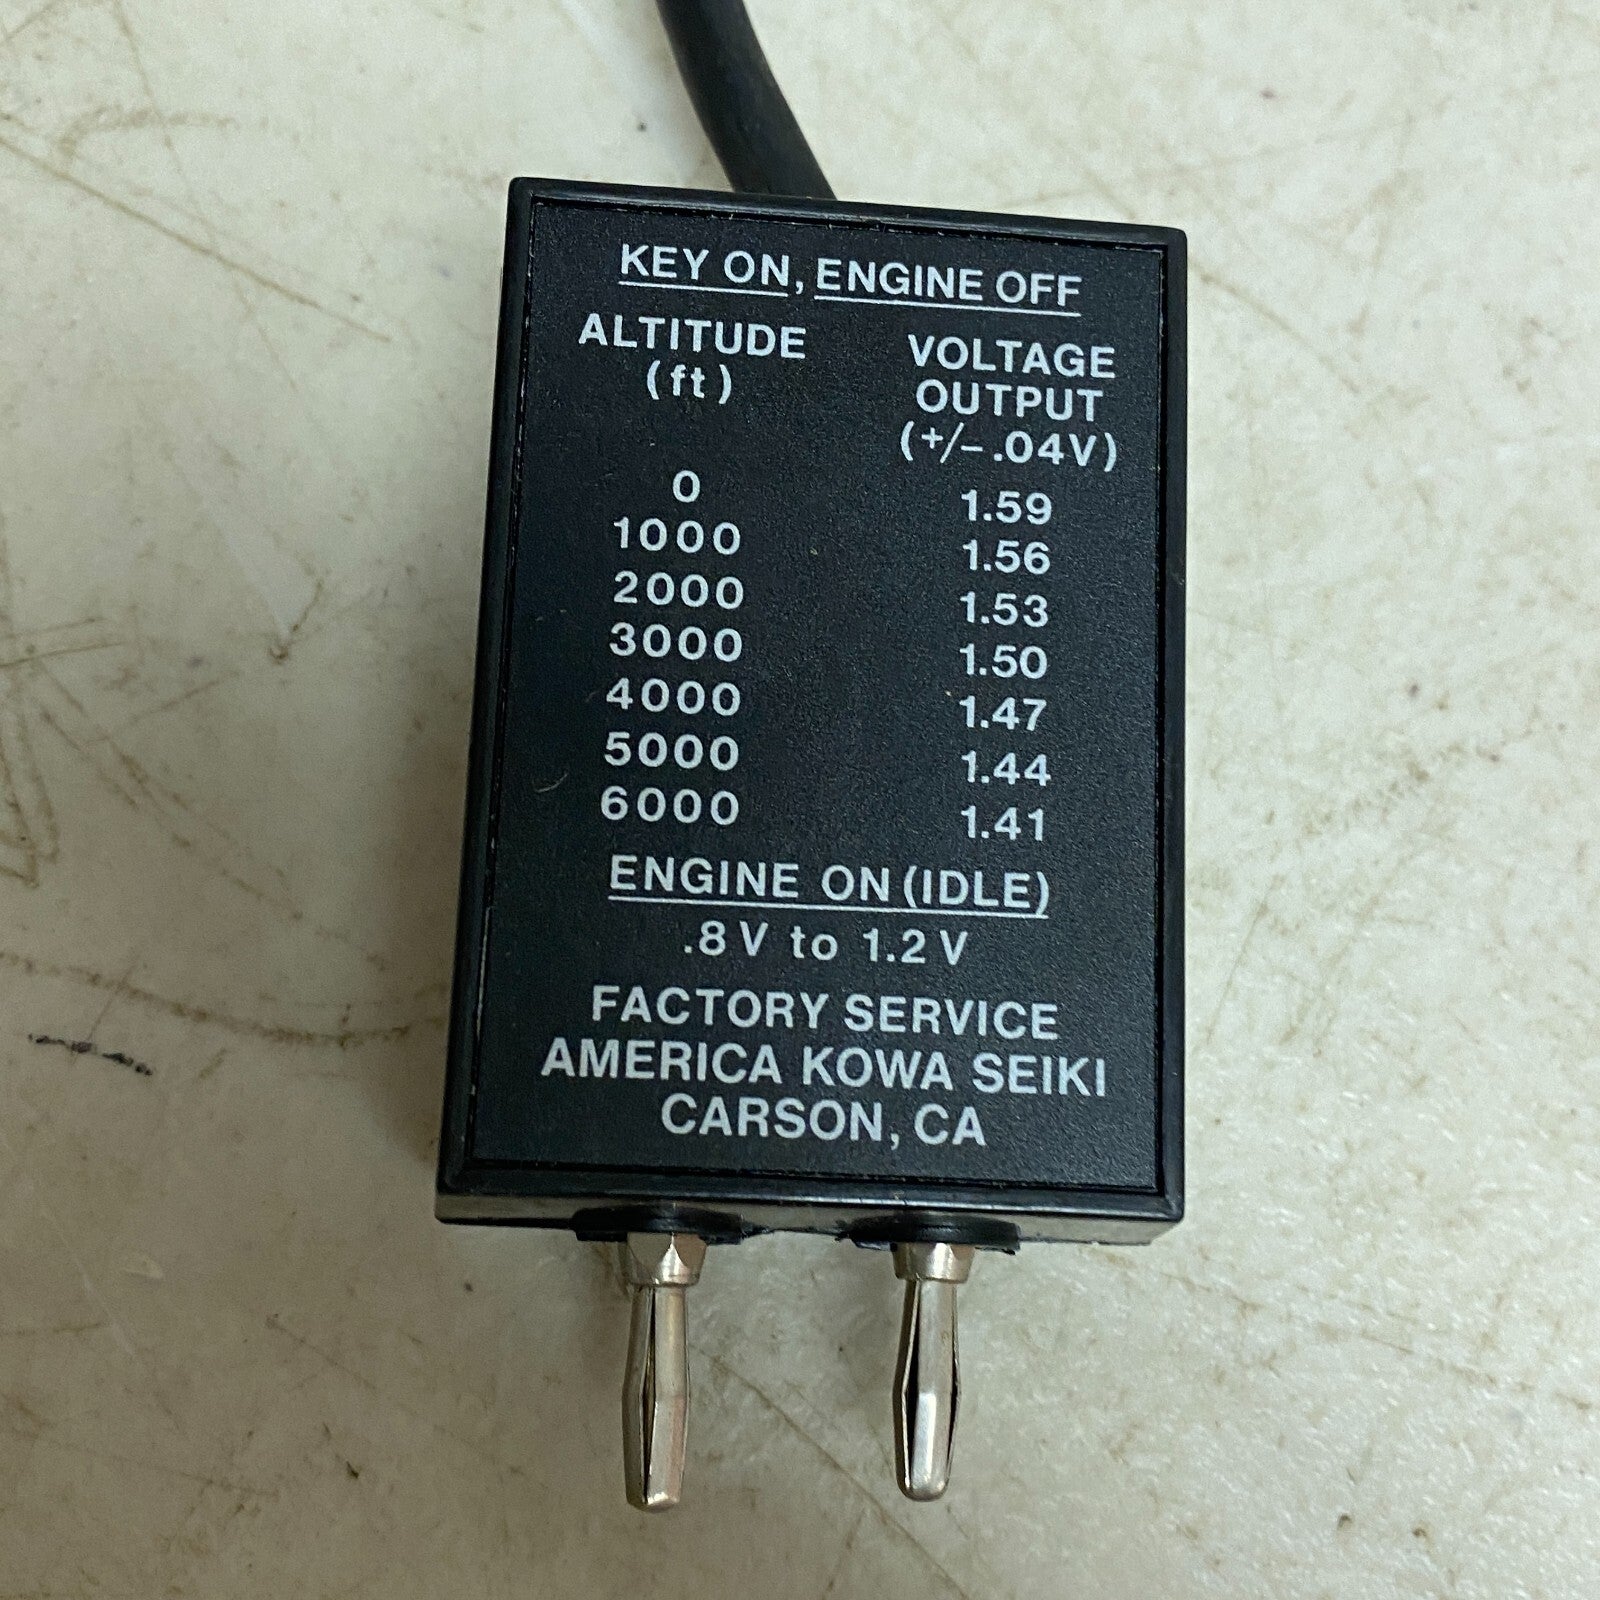 KEY ON, ENGINE OFF
ALTITUDE VOLTAGE
(ft) OUTPUT
(+/-.04V)
0 1.59
1000 1.56
2000 1.53
3000 1.50
4000 1.47
5000 1.44
6000 1.41
ENGINE ON (IDLE)
.8V to 1.2V
FACTORY SERVICE
AMERICA KOWA SEIKI
CARSON, CA